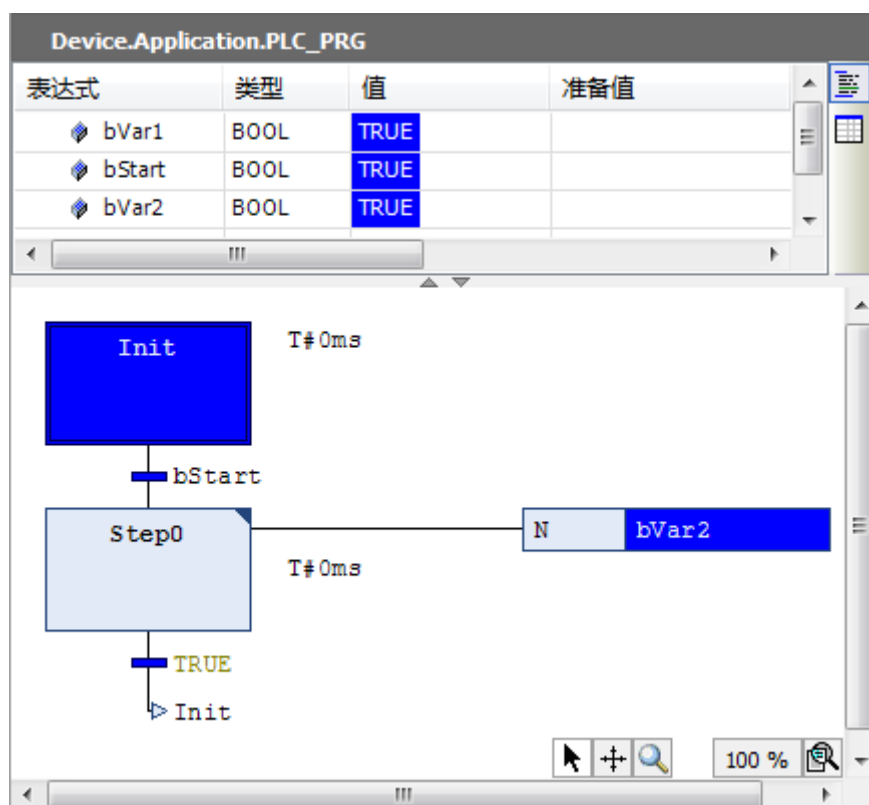 Device.Application.PLC_PRG
表达式 类型 值 准备值
bVar1 BOOL TRUE
bStart BOOL TRUE
bVar2 BOOL TRUE
Init T#0ms
bStart
Step0 N bVar2
T#0ms
TRUE
Init
100 %